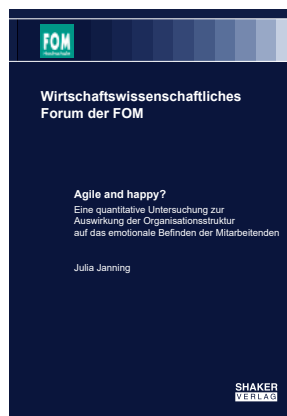 FOM
Hochschule
Wirtschaftswissenschaftliches
Forum der FOM
Agile and happy?
Eine quantitative Untersuchung zur
Auswirkung der Organisationsstruktur
auf das emotionale Befinden der Mitarbeitenden
Julia Janning
SHAKER
VERLAG